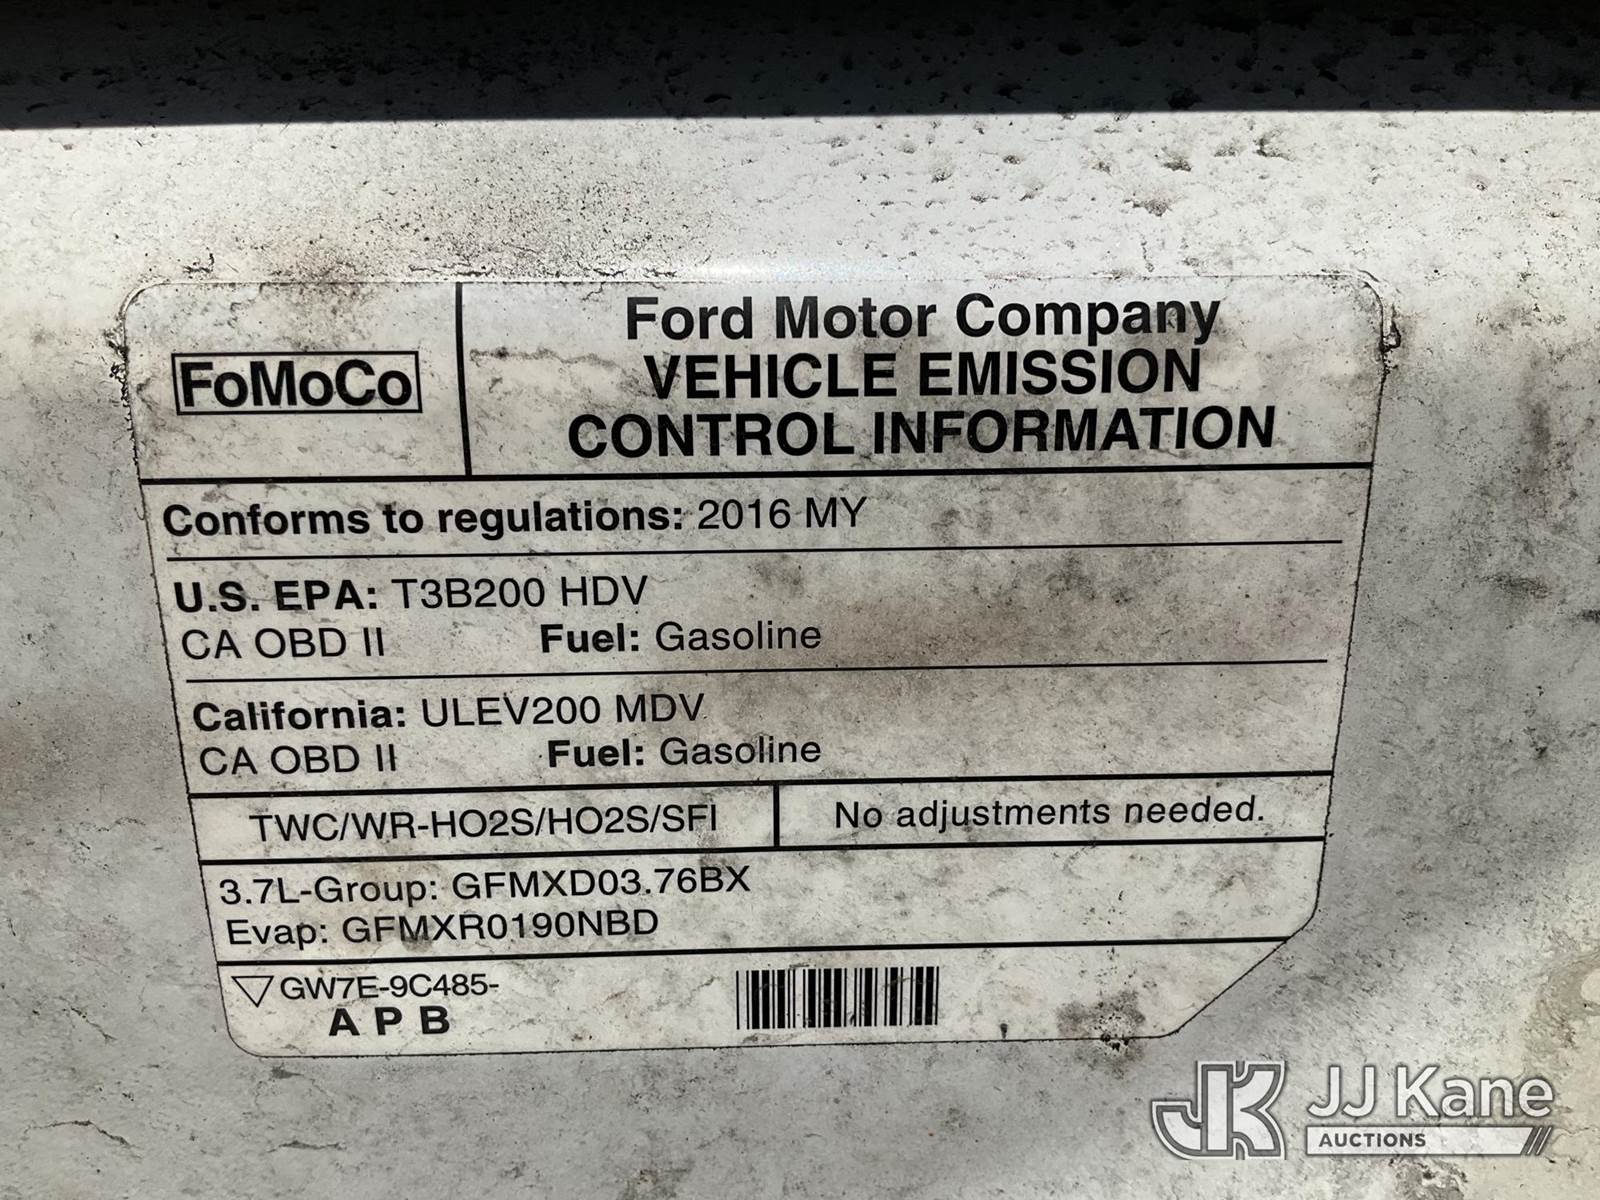 FoMoCo
Ford Motor Company
VEHICLE EMISSION
CONTROL INFORMATION
Conforms to regulations: 2016 MY
U.S. EPA: T3B200 HDV
CA OBD II Fuel: Gasoline
California: ULEV200 MDV
CA OBD II Fuel: Gasoline
TWC/WR-HO2S/HO2S/SFI
No adjustments needed.
3.7L-Group: GFMXD03.76BX
Evap: GFMXR0190NBD
GW7E-9C485-
A P B
JK JJ Kane
AUCTIONS